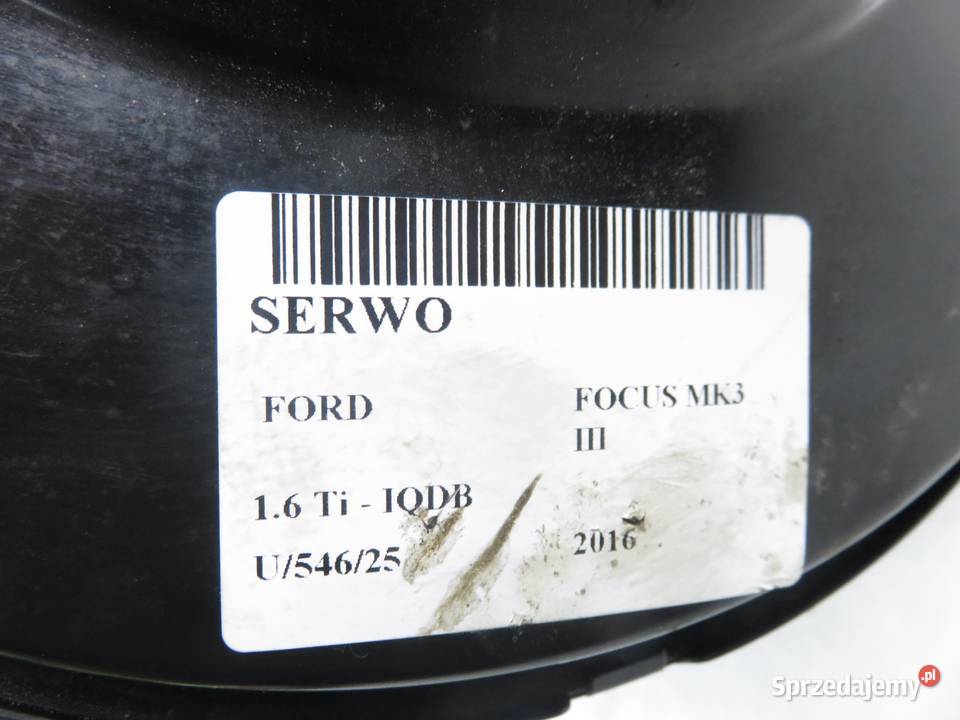 SERWO
FORD
FOCUS MK3
III
1.6 Ti - IQDB
U/546/25
2016
Sprzedajemy.pl